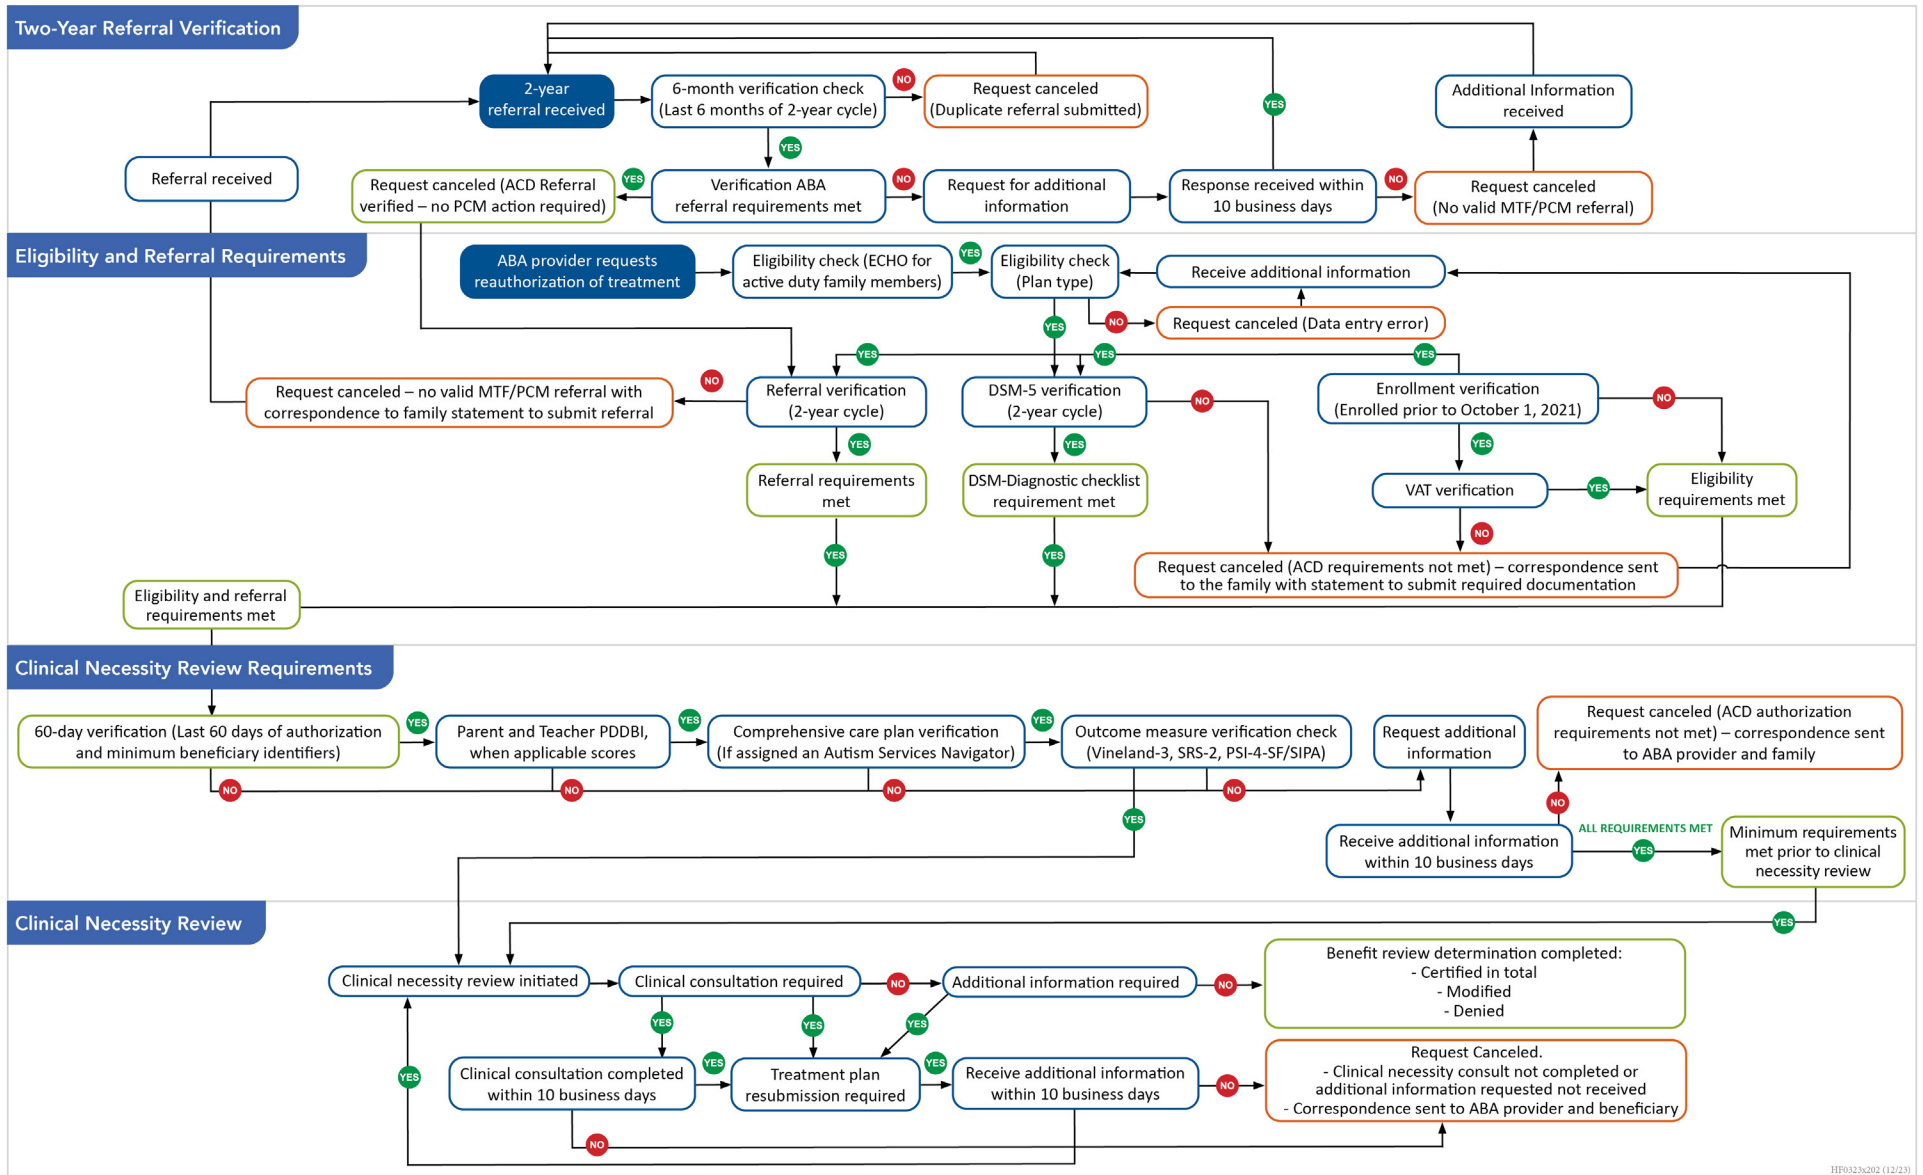 Two-Year Referral Verification
2-year
referral received
6-month verification check
(Last 6 months of 2-year cycle)
NO
Request canceled
(Duplicate referral submitted)
YES
Additional Information
received
YES
Referral received
Request canceled (ACD Referral
verified – no PCM action required)
YES
Verification ABA
referral requirements met
NO
Request for additional
information
Response received within
10 business days
NO
Request canceled
(No valid MTF/PCM referral)
Eligibility and Referral Requirements
ABA provider requests
reauthorization of treatment
Eligibility check (ECHO for
active duty family members)
YES
Eligibility check
(Plan type)
Receive additional information
YES
NO
Request canceled (Data entry error)
YES
YES
YES
Request canceled – no valid MTF/PCM referral with
correspondence to family statement to submit referral
NO
Referral verification
(2-year cycle)
DSM-5 verification
(2-year cycle)
NO
Enrollment verification
(Enrolled prior to October 1, 2021)
NO
YES
YES
YES
Referral requirements
met
DSM-Diagnostic checklist
requirement met
VAT verification
YES
Eligibility
requirements met
NO
YES
YES
Request canceled (ACD requirements not met) – correspondence sent
to the family with statement to submit required documentation
Eligibility and referral
requirements met
Clinical Necessity Review Requirements
60-day verification (Last 60 days of authorization
and minimum beneficiary identifiers)
YES
Parent and Teacher PDDBI,
when applicable scores
YES
Comprehensive care plan verification
(If assigned an Autism Services Navigator)
YES
Outcome measure verification check
(Vineland-3, SRS-2, PSI-4-SF/SIPA)
Request additional
information
Request canceled (ACD authorization
requirements not met) – correspondence sent
to ABA provider and family
NO
NO
NO
NO
NO
YES
Receive additional information
within 10 business days
ALL REQUIREMENTS MET
YES
Minimum requirements
met prior to clinical
necessity review
Clinical Necessity Review
YES
Clinical necessity review initiated
Clinical consultation required
NO
Additional information required
NO
Benefit review determination completed:
- Certified in total
- Modified
- Denied
YES
YES
YES
YES
Clinical consultation completed
within 10 business days
YES
Treatment plan
resubmission required
YES
Receive additional information
within 10 business days
NO
Request Canceled.
- Clinical necessity consult not completed or
additional information requested not received
- Correspondence sent to ABA provider and beneficiary
NO
HF0323x202 (12/23)